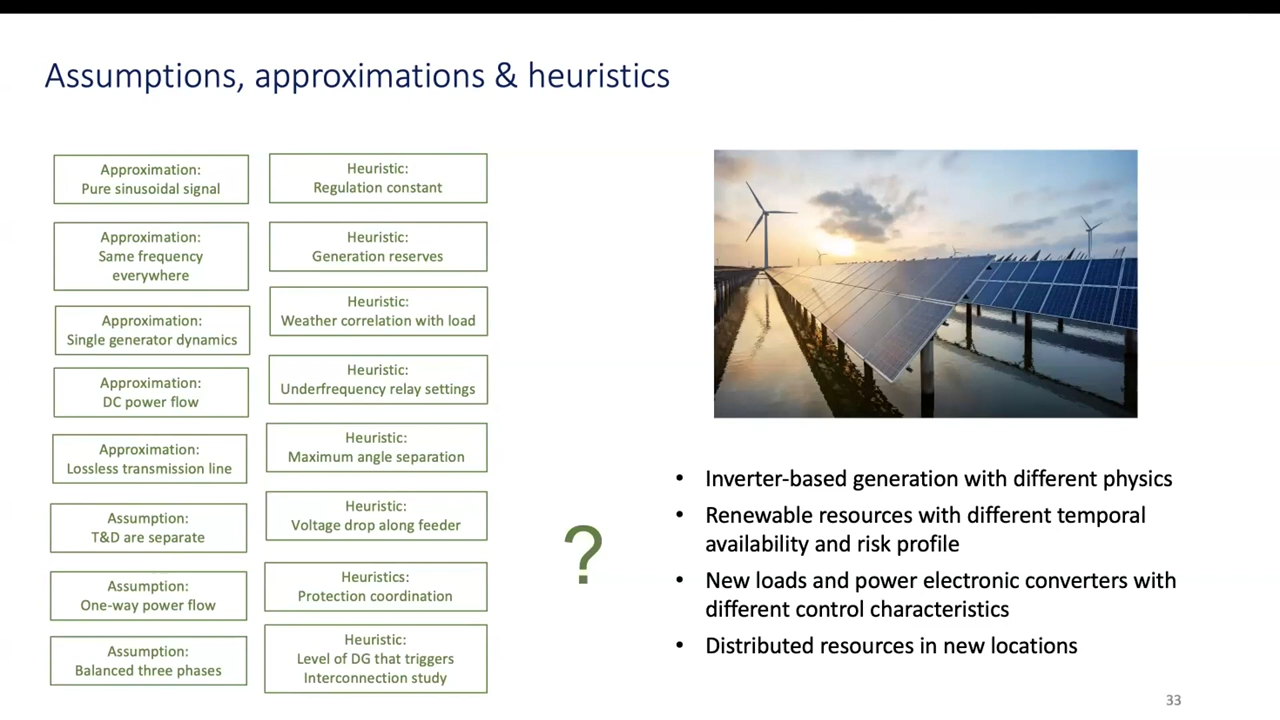 Assumptions, approximations & heuristics
Approximation:
Pure sinusoidal signal
Approximation:
Same frequency
everywhere
Approximation:
Single generator dynamics
Approximation:
DC power flow
Approximation:
Lossless transmission line
Assumption:
T&D are separate
Assumption:
One-way power flow
Assumption:
Balanced three phases
Heuristic:
Regulation constant
Heuristic:
Generation reserves
Heuristic:
Weather correlation with load
Heuristic:
Underfrequency relay settings
Heuristic:
Maximum angle separation
Heuristic:
Voltage drop along feeder
Heuristics:
Protection coordination
Heuristic:
Level of DG that triggers
Interconnection study
?
• Inverter-based generation with different physics
• Renewable resources with different temporal
availability and risk profile
• New loads and power electronic converters with
different control characteristics
• Distributed resources in new locations
33